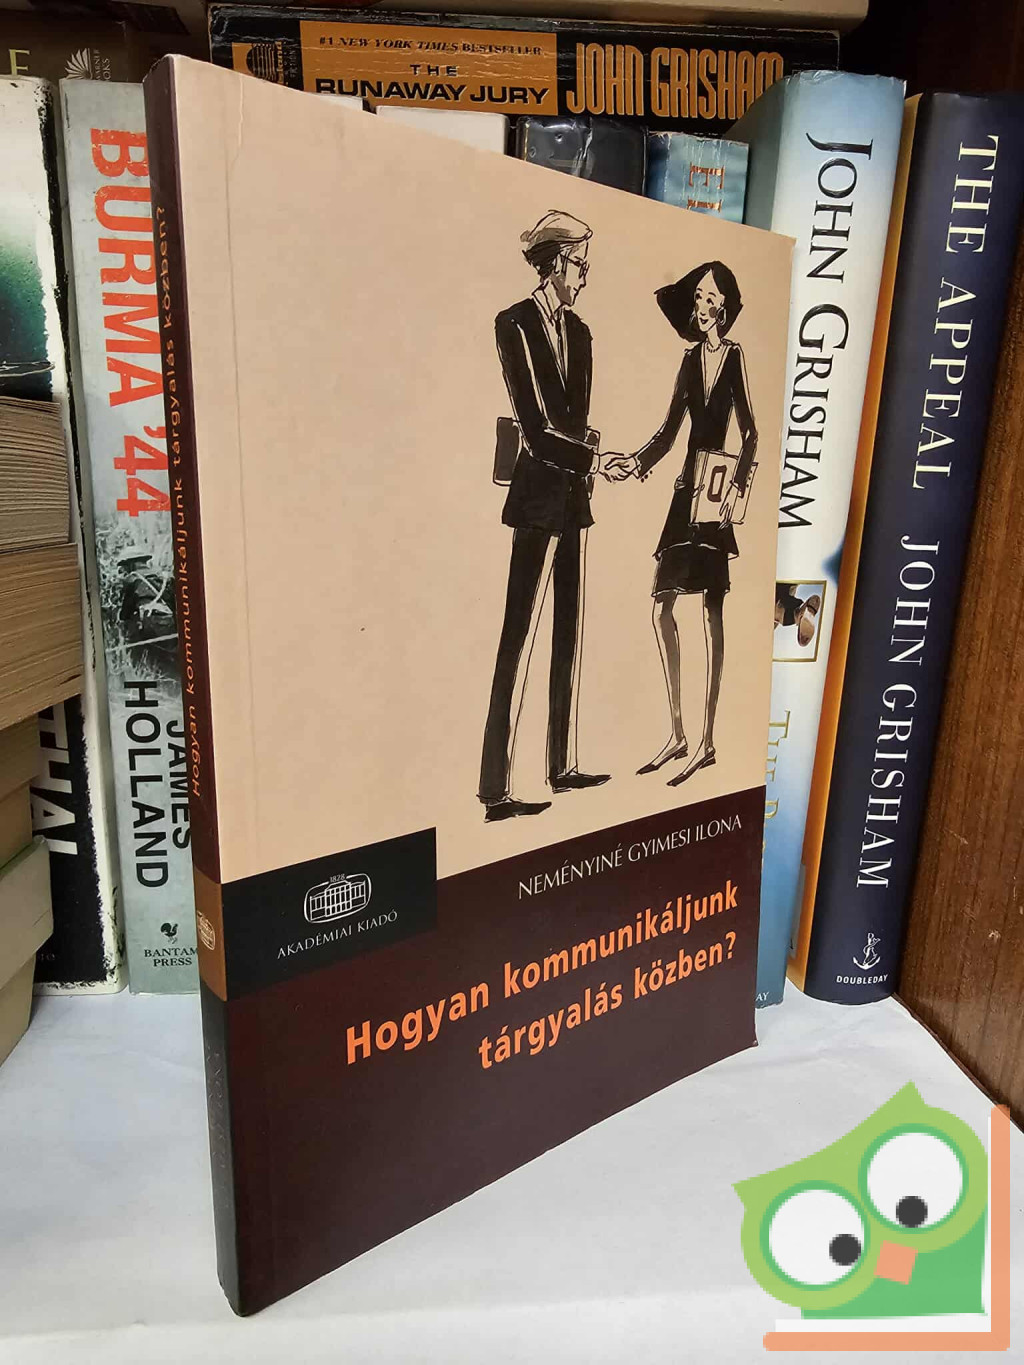 #1 NEW YORK TIMES BESTSELLER
THE
RUNAWAY JURY
JOHN GRISHAM
BURMA '44
JAMES
HOLLAND
BANTAM
PRESS
Hogyan kommunikáljunk tárgyalás közben?
1828
AKADÉMIAI KIADÓ
NEMÉNYINÉ GYIMESI ILONA
Hogyan kommunikáljunk
tárgyalás közben?
JOHN GRISHAM
THE APPEAL JOHN GRISHAM
DOUBLEDAY